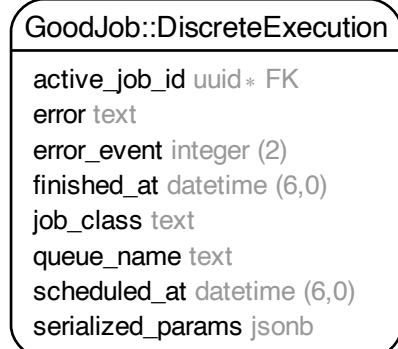 GoodJob::DiscreteExecution
active_job_id uuid * FK
error text
error_event integer (2)
finished_at datetime (6,0)
job_class text
queue_name text
scheduled_at datetime (6,0)
serialized_params jsonb